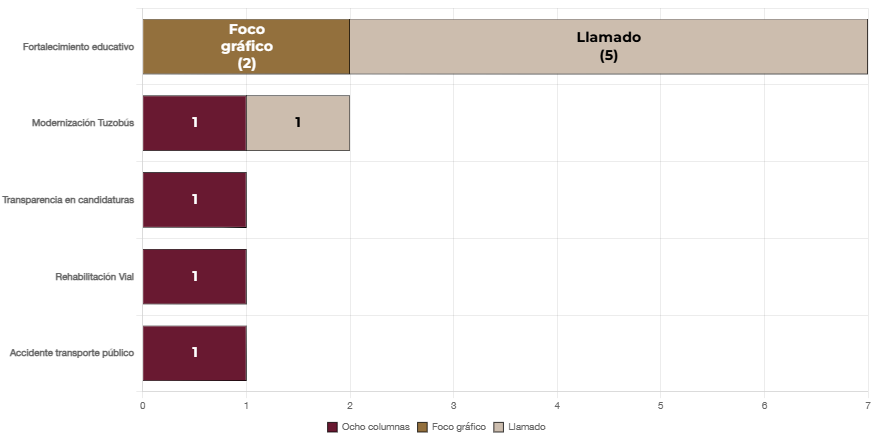 Fortalecimiento educativo
Foco
gráfico
(2)
Llamado
(5)
Modernización Tuzobús
1
1
Transparencia en candidaturas
1
Rehabilitación Vial
1
Accidente transporte público
1
0 1 2 3 4 5 6 7
Ocho columnas Foco gráfico Llamado